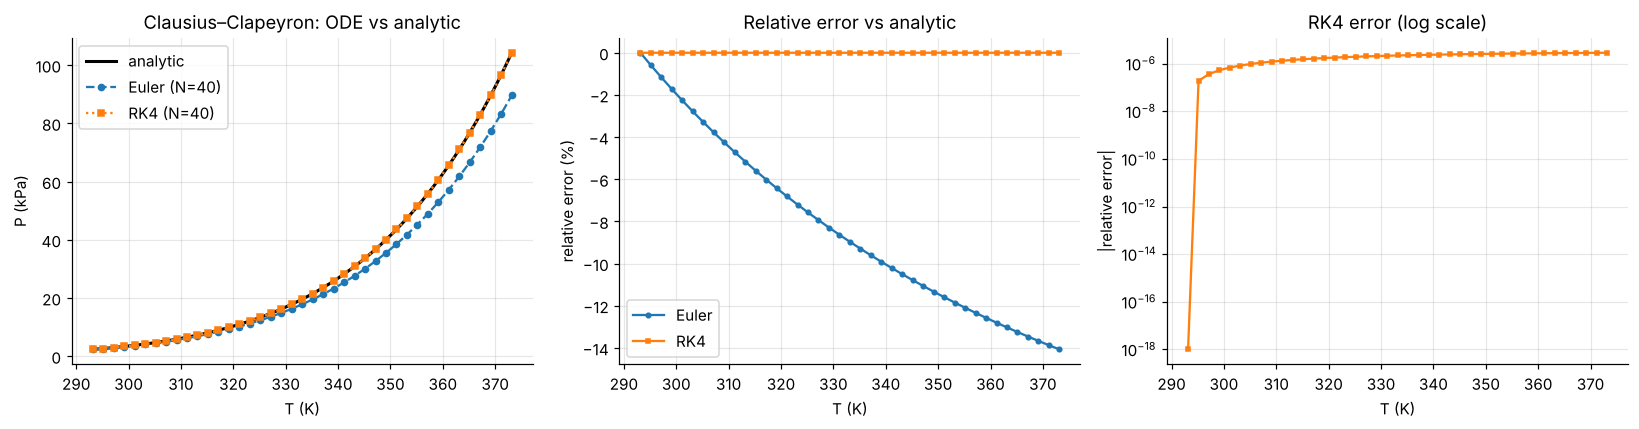 Clausius–Clapeyron: ODE vs analytic
P (kPa)
100
80
60
40
20
0
analytic
Euler (N=40)
RK4 (N=40)
290 300 310 320 330 340 350 360 370
T (K)
Relative error vs analytic
relative error (%)
0
−2
−4
−6
−8
−10
−12
−14
Euler
RK4
290 300 310 320 330 340 350 360 370
T (K)
RK4 error (log scale)
|relative error|
10⁻⁶
10⁻⁸
10⁻¹⁰
10⁻¹²
10⁻¹⁴
10⁻¹⁶
10⁻¹⁸
290 300 310 320 330 340 350 360 370
T (K)